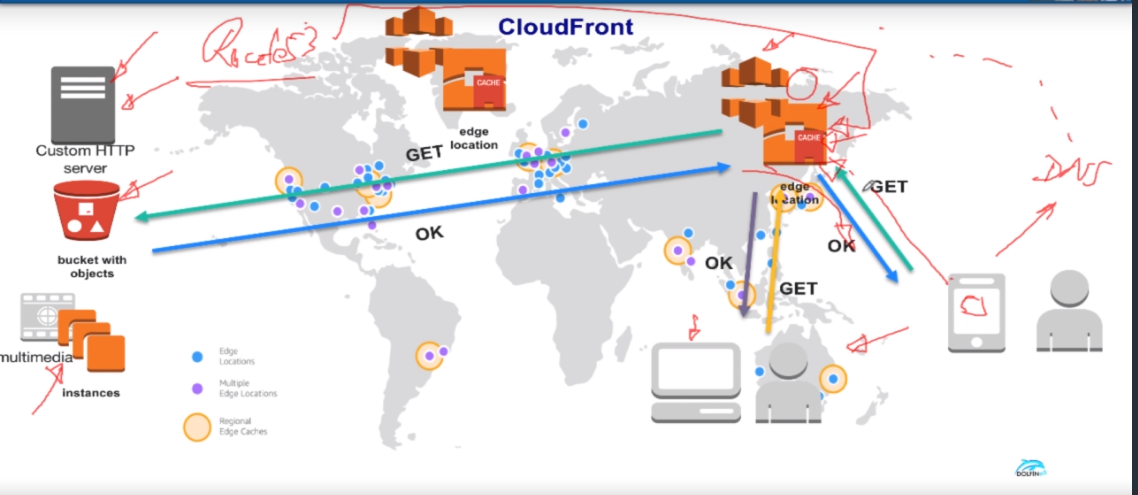 CloudFront
CACHE
edge
location
CACHE
edge
location
Custom HTTP
server
bucket with
objects
multimedia
instances
GET
OK
GET
OK
OK
GET
Edge
Locations
Multiple
Edge Locations
Regional
Edge Caches
DNS
DOLFIN